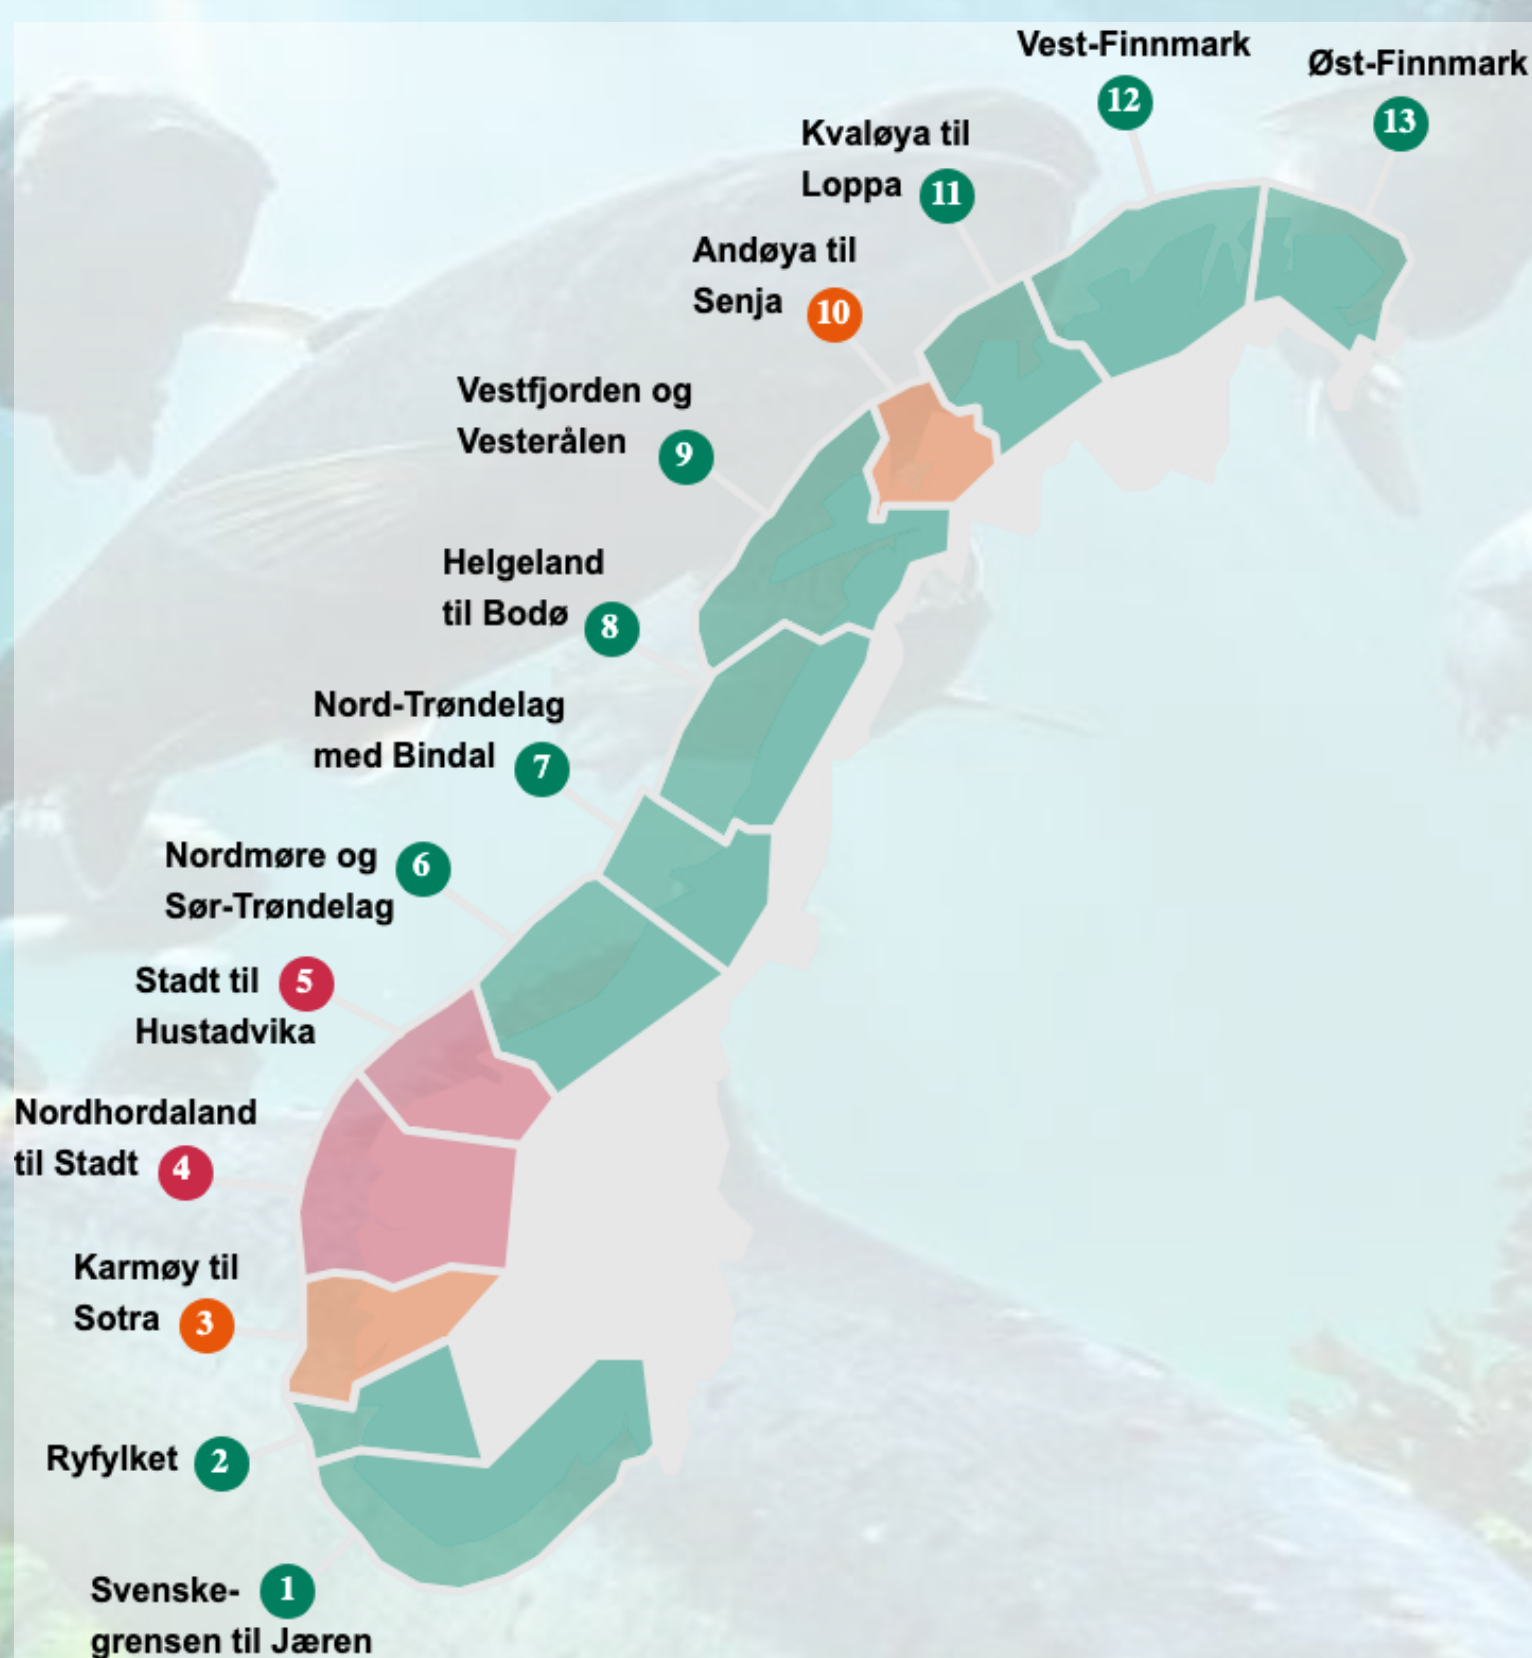 Vest-Finnmark
12
Øst-Finnmark
13
Kvaløya til
Loppa 11
Andøya til
Senja 10
Vestfjorden og
Vesterålen 9
Helgeland
til Bodø 8
Nord-Trøndelag
med Bindal 7
Nordmøre og 6
Sør-Trøndelag
Stadt til 5
Hustadvika
Nordhordaland
til Stadt 4
Karmøy til
Sotra 3
Ryfylket 2
Svenske- 1
grensen til Jæren